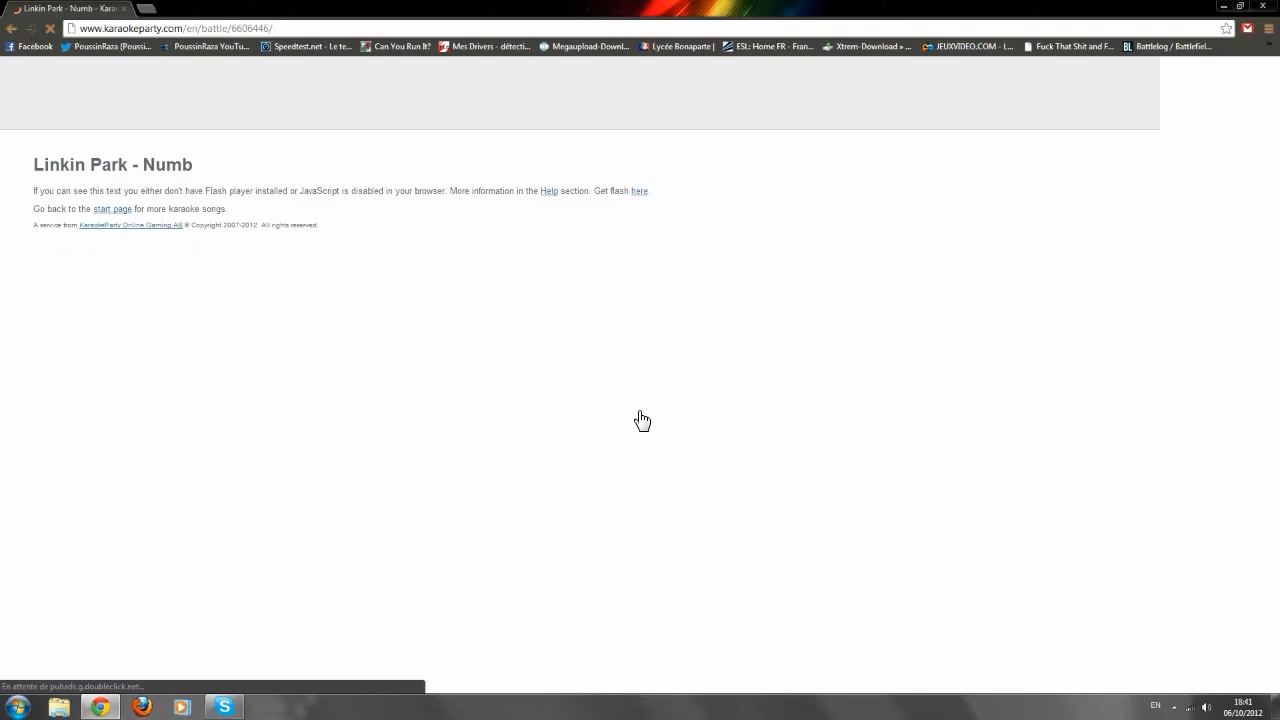 Linkin Park - Numb - Kara
www.karaokeparty.com/en/battle/6606446/
Facebook PoussinRaza (Poussi... PoussinRaza YouTu... Speedtest.net - Le te... Can You Run It? Mes Drivers - détecti... Megaupload-Downl... Lycée Bonaparte | ESL: Home FR - Fran... Xtrem-Download » ... JEUXVIDEO.COM - L... Fuck That Shit and F... Battlelog / Battlefiel...
Linkin Park - Numb
If you can see this text you either don't have Flash player installed or JavaScript is disabled in your browser. More information in the Help section. Get flash here.
Go back to the start page for more karaoke songs.
A service from KaraokeParty Online Gaming AB © Copyright 2007-2012. All rights reserved.
En attente de pubads.g.doubleclick.net...
EN
18:41
06/10/2012